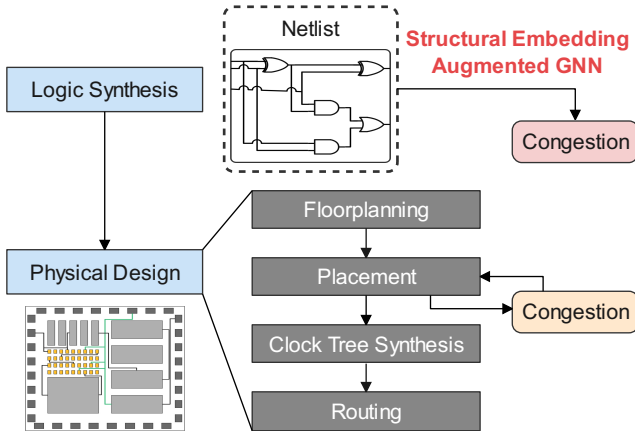 Netlist
Structural Embedding
Augmented GNN
Logic Synthesis
Congestion
Floorplanning
Physical Design
Placement
Congestion
Clock Tree Synthesis
Routing